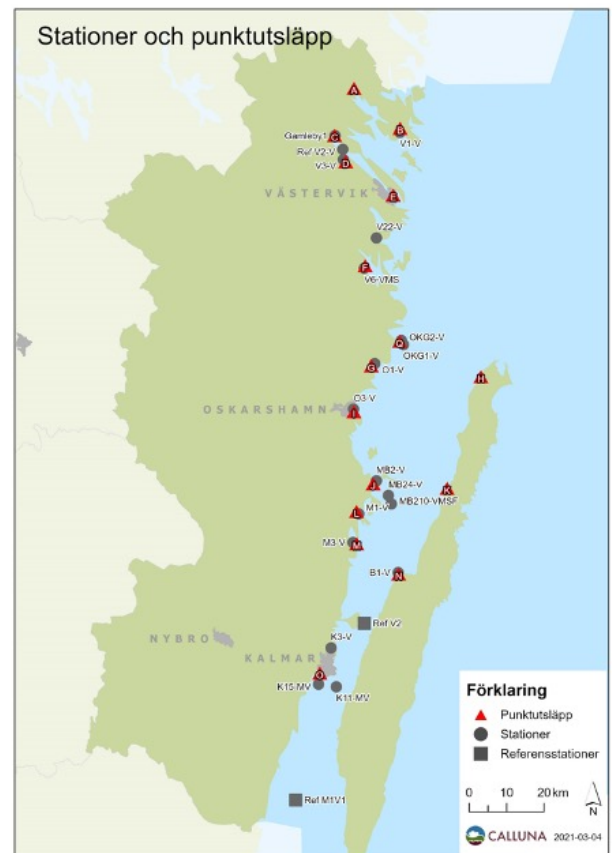 Stationer och punktutsläpp
A
B
Gamleby1
C
V1-V
Ref-V2-V
V3-V
D
VÄSTERVIK
E
V22-V
F
V6-VMS
OKG2-V
Q
OKG1-V
G
O1-V
H
O3-V
OSKARSHAMN
I
MB2-V
J
MB24-V
K
MB210-VMSF
L
M1-V
M3-V
M
B1-V
N
Ref V2
K3-V
NYBRO
KALMAR
O
K15-MV
K11-MV
Ref M1V1
Förklaring
Punktutsläpp
Stationer
Referensstationer
0 10 20 km
N
CALLUNA 2021-03-04